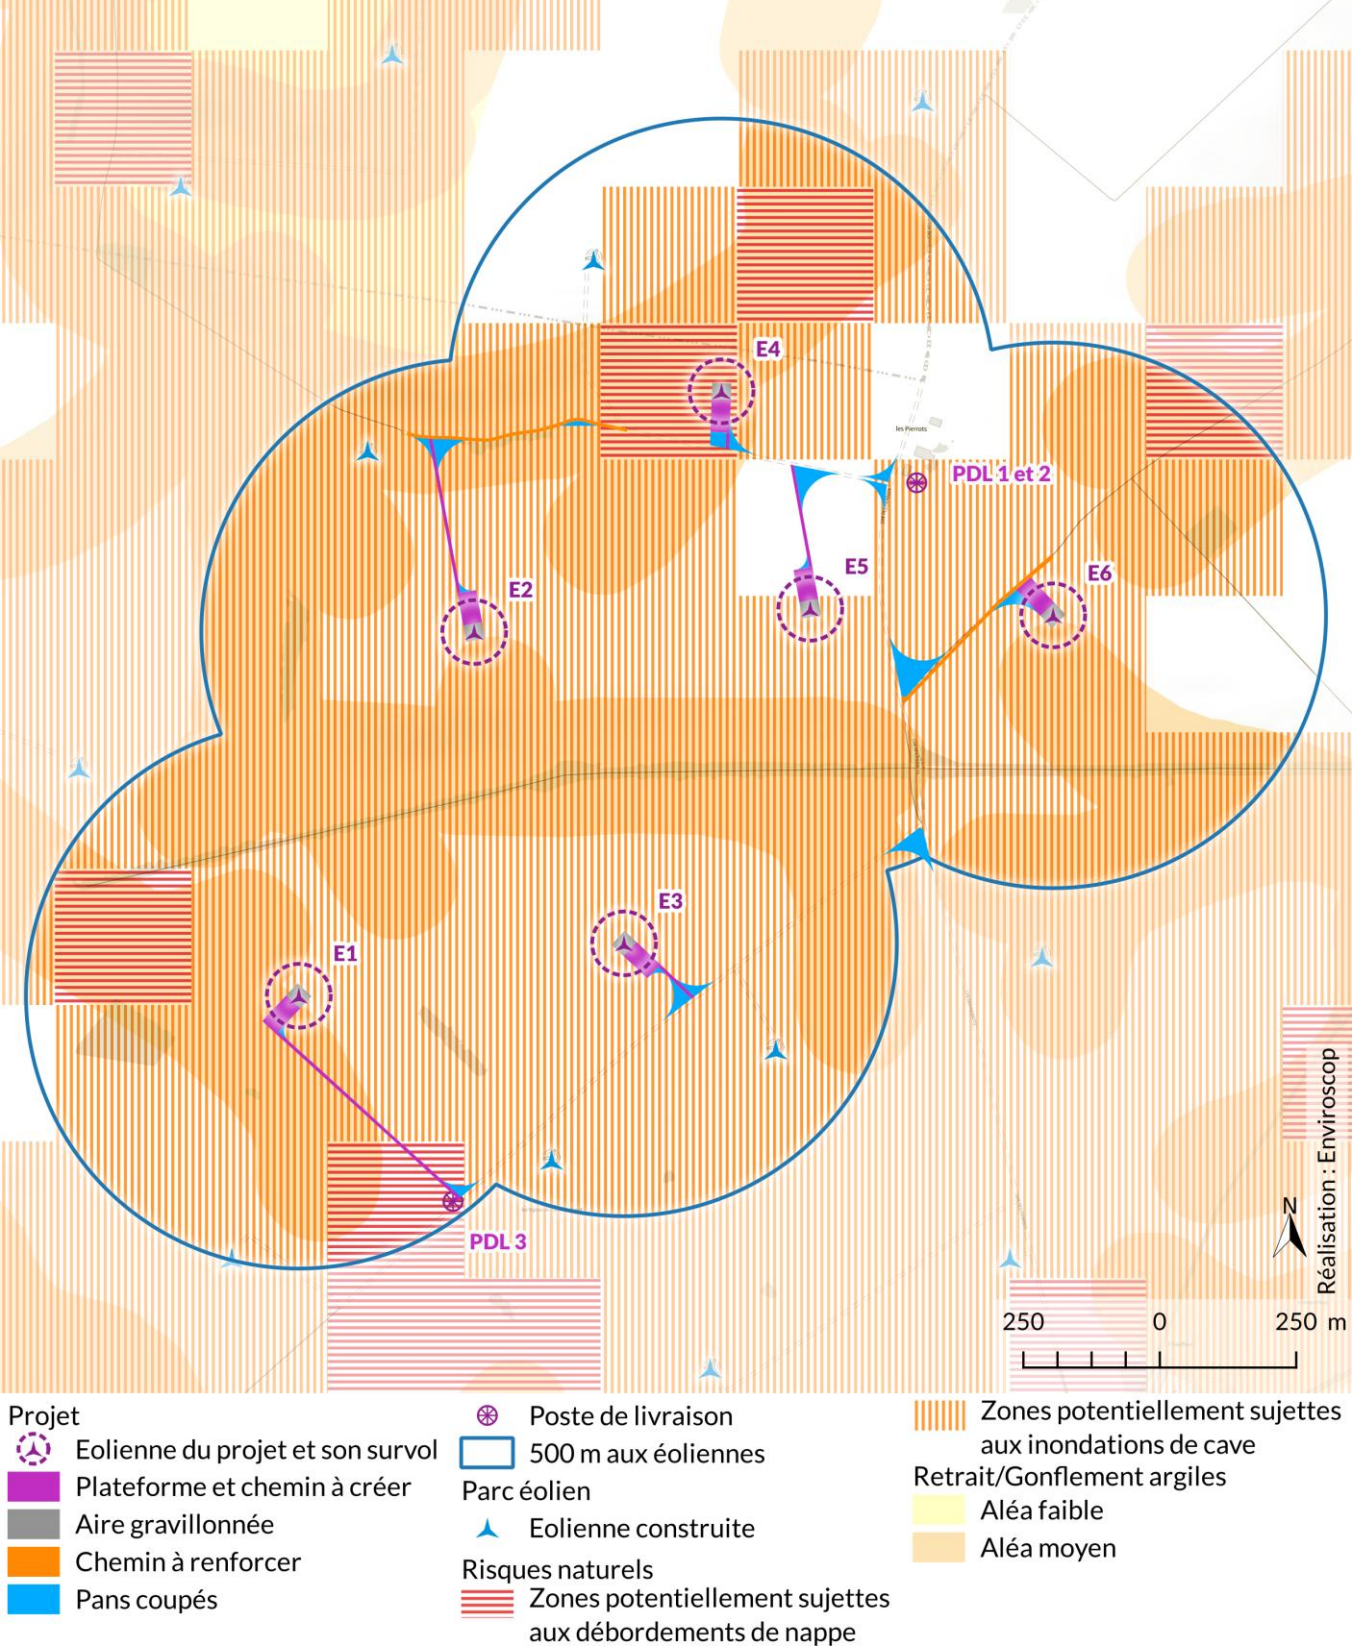 E4
les Pierrots
PDL 1 et 2
E5
E6
E2
E3
E1
PDL 3
Réalisation : Enviroscop
N
250 0 250 m
Projet
Eolienne du projet et son survol
Plateforme et chemin à créer
Aire gravillonnée
Chemin à renforcer
Pans coupés
Poste de livraison
500 m aux éoliennes
Parc éolien
Eolienne construite
Risques naturels
Zones potentiellement sujettes
aux débordements de nappe
Zones potentiellement sujettes
aux inondations de cave
Retrait/Gonflement argiles
Aléa faible
Aléa moyen